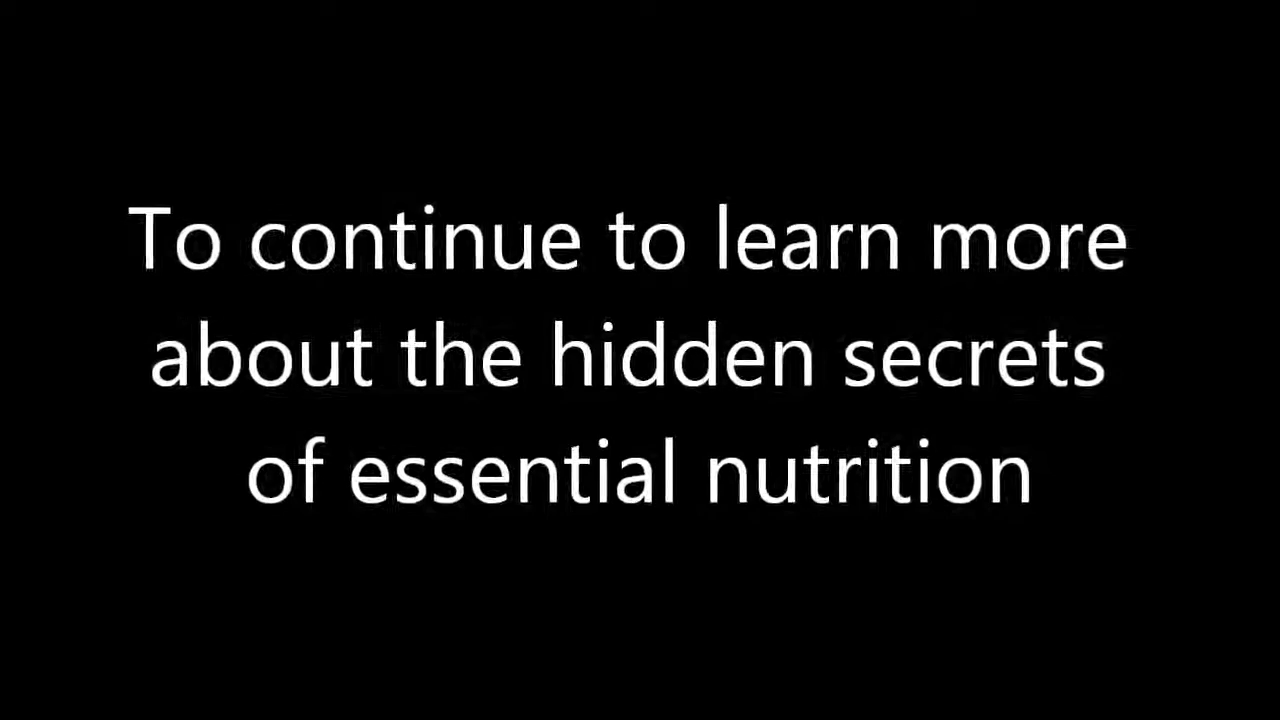 To continue to learn more
about the hidden secrets
of essential nutrition